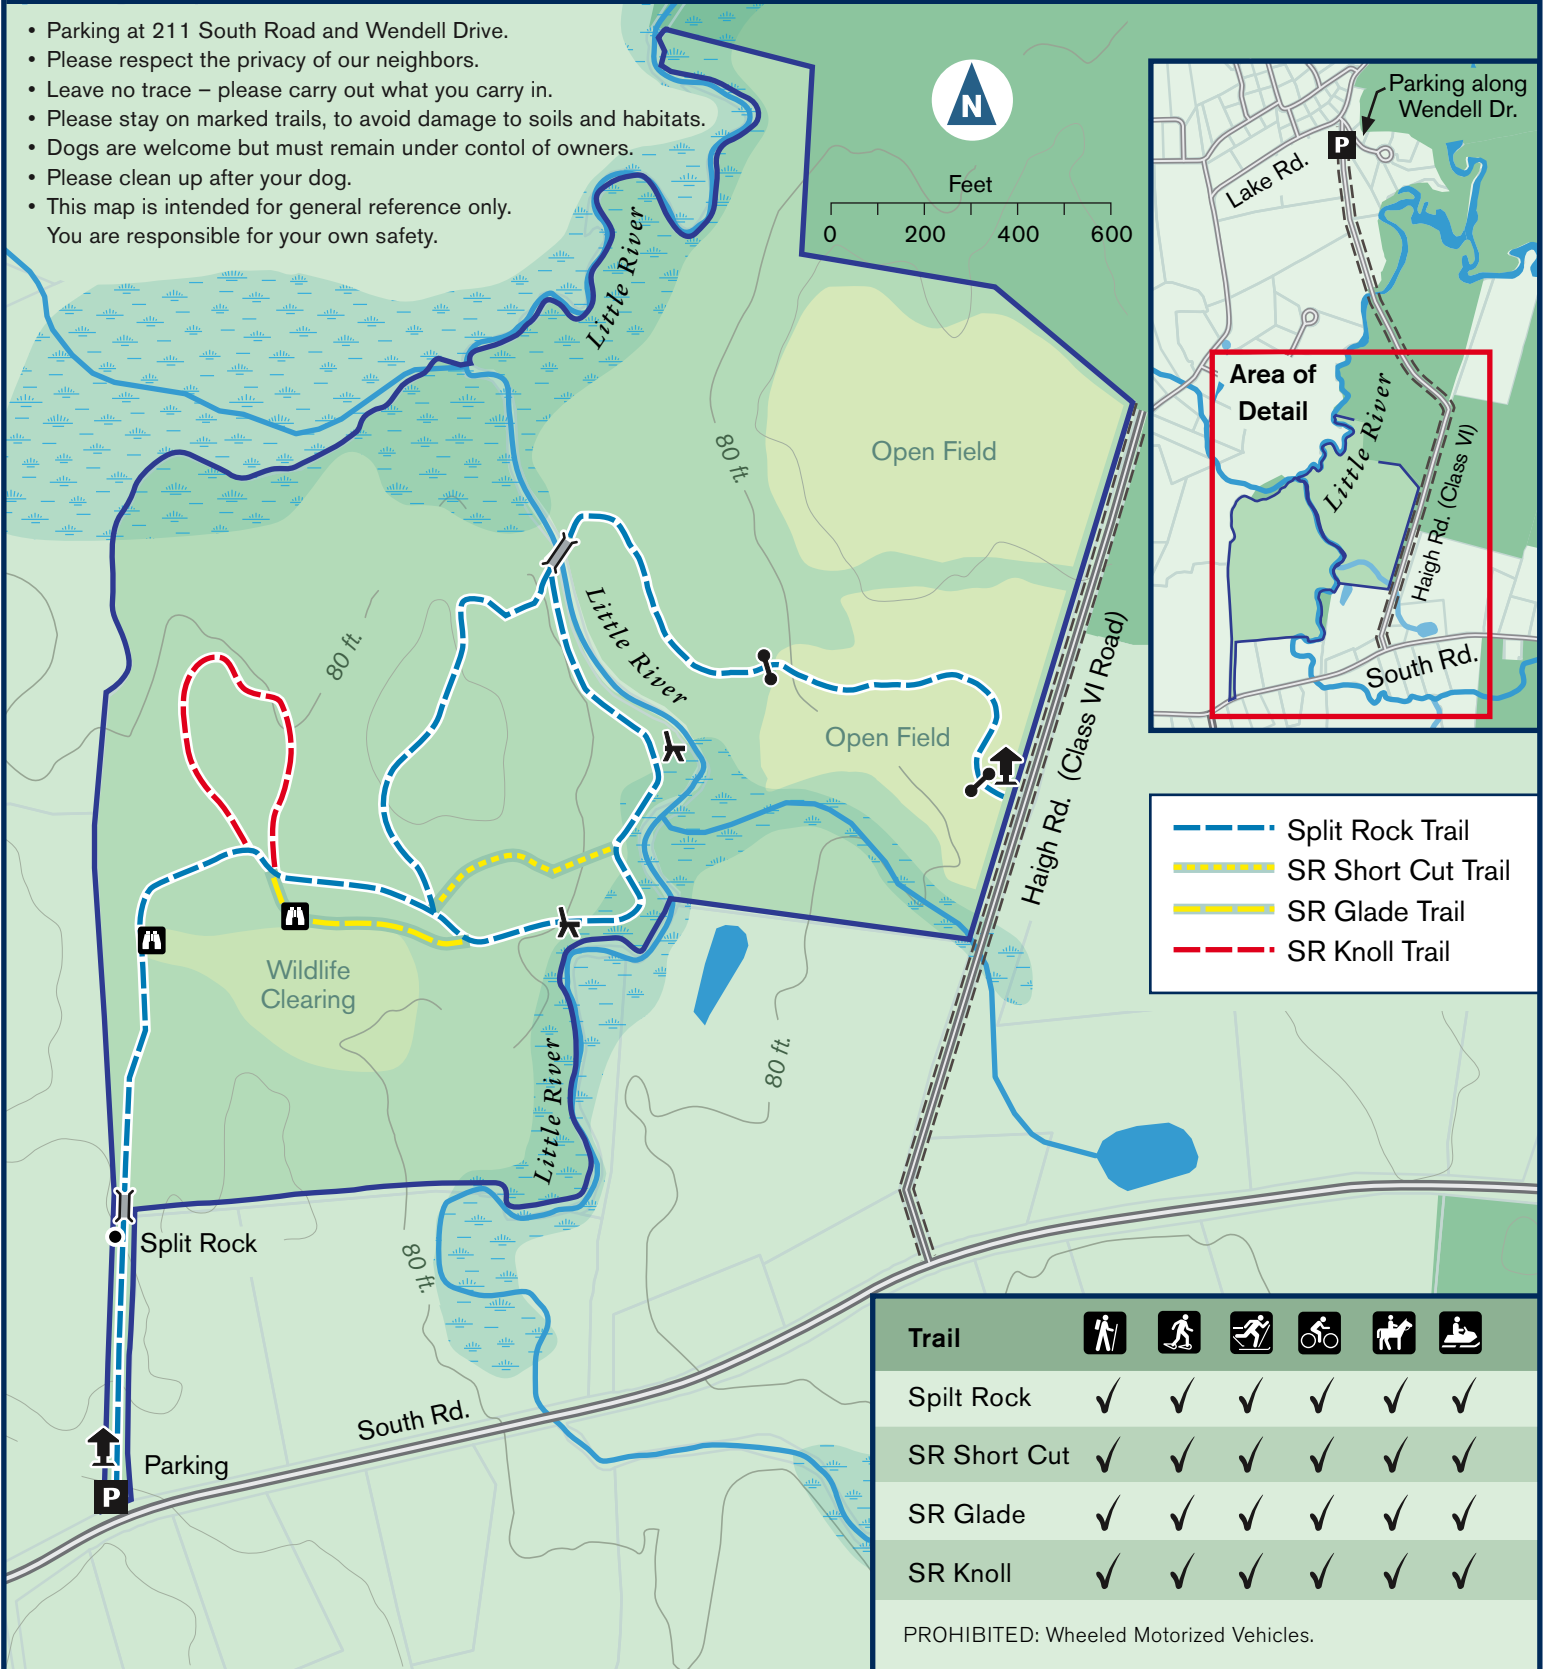 • Parking at 211 South Road and Wendell Drive.
• Please respect the privacy of our neighbors.
• Leave no trace – please carry out what you carry in.
• Please stay on marked trails, to avoid damage to soils and habitats.
• Dogs are welcome but must remain under contol of owners.
• Please clean up after your dog.
• This map is intended for general reference only.
You are responsible for your own safety.
N
Feet
0 200 400 600
Parking along
Wendell Dr.
P
Lake Rd.
Area of
Detail
Little River
Haigh Rd. (Class VI)
South Rd.
Little River
Open Field
80 ft.
Little River
80 ft.
Open Field
Haigh Rd. (Class VI Road)
Split Rock Trail
SR Short Cut Trail
SR Glade Trail
SR Knoll Trail
Wildlife
Clearing
Little River
80 ft.
Split Rock
80 ft.
South Rd.
Parking
P
Trail
Spilt Rock ✓ ✓ ✓ ✓ ✓ ✓
SR Short Cut ✓ ✓ ✓ ✓ ✓ ✓
SR Glade ✓ ✓ ✓ ✓ ✓ ✓
SR Knoll ✓ ✓ ✓ ✓ ✓ ✓
PROHIBITED: Wheeled Motorized Vehicles.